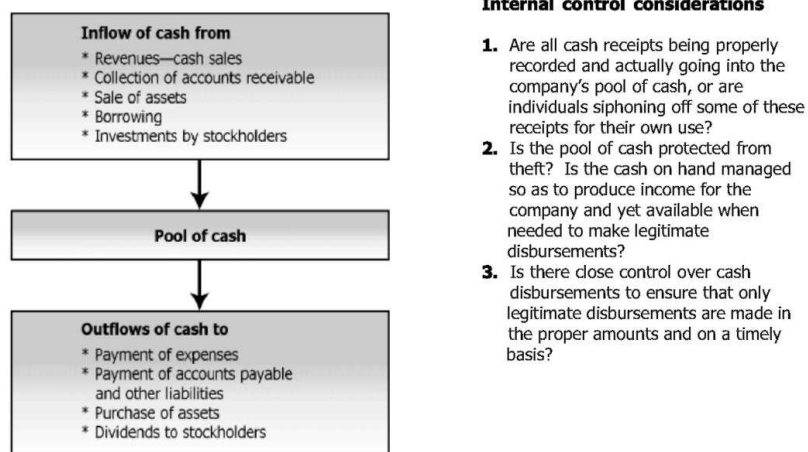 Inflow of cash from
* Revenues—cash sales
* Collection of accounts receivable
* Sale of assets
* Borrowing
* Investments by stockholders
Pool of cash
Outflows of cash to
* Payment of expenses
* Payment of accounts payable
and other liabilities
* Purchase of assets
* Dividends to stockholders
Internal control considerations
1. Are all cash receipts being properly
recorded and actually going into the
company's pool of cash, or are
individuals siphoning off some of these
receipts for their own use?
2. Is the pool of cash protected from
theft? Is the cash on hand managed
so as to produce income for the
company and yet available when
needed to make legitimate
disbursements?
3. Is there close control over cash
disbursements to ensure that only
legitimate disbursements are made in
the proper amounts and on a timely
basis?